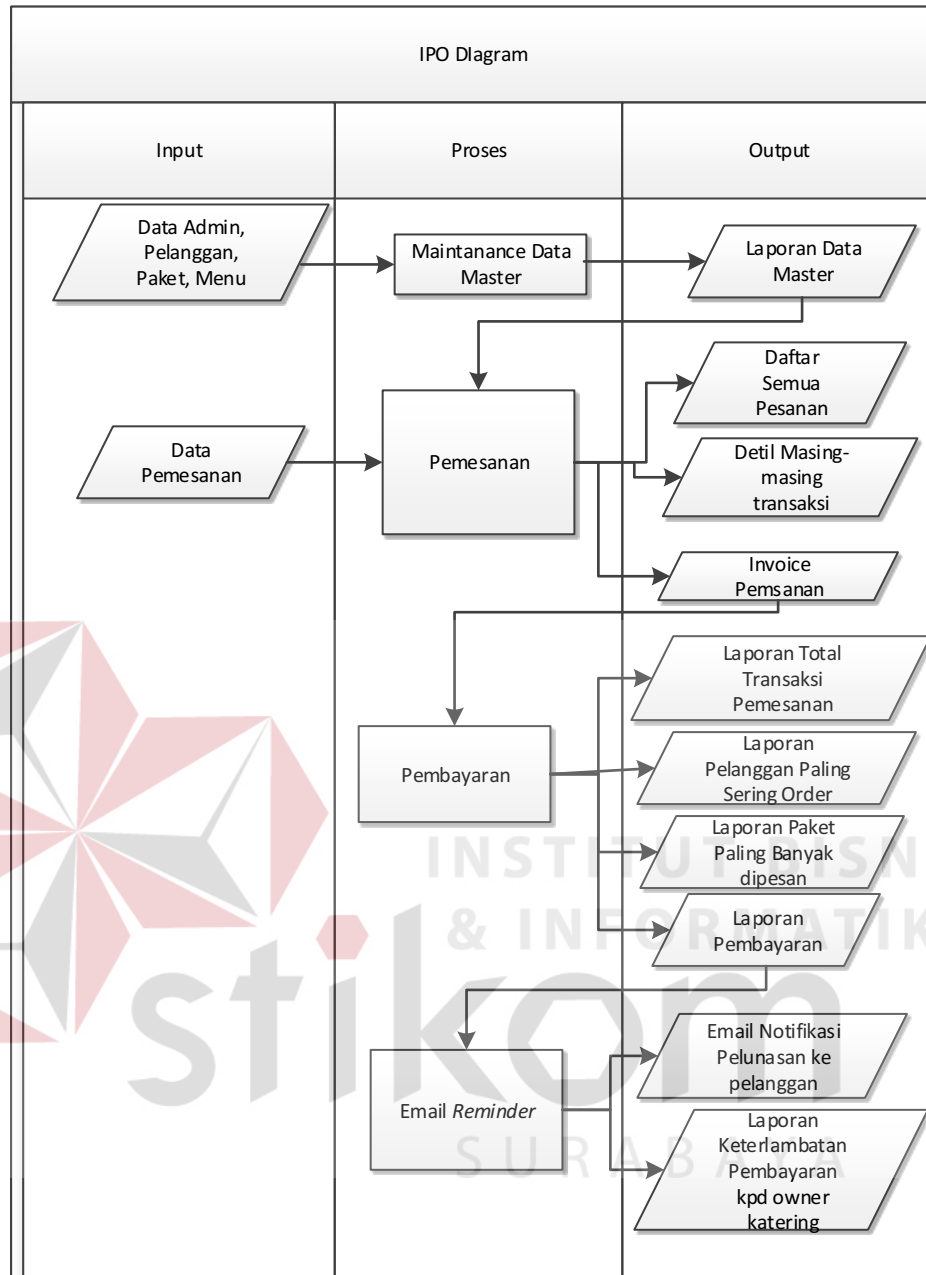 IPO DIagram
Input
Proses
Output
Data Admin,
Pelanggan,
Paket, Menu
Maintanance Data
Master
Laporan Data
Master
Daftar
Semua
Pesanan
Data
Pemesanan
Pemesanan
Detil Masing-
masing
transaksi
Invoice
Pemsanan
Laporan Total
Transaksi
Pemesanan
Pembayaran
Laporan
Pelanggan Paling
Sering Order
Laporan Paket
Paling Banyak
dipesan
Laporan
Pembayaran
Email Reminder
Email Notifikasi
Pelunasan ke
pelanggan
Laporan
Keterlambatan
Pembayaran
kpd owner
katering
INSTITUT BISN
& INFORMATIK
stikom
SURABAYA